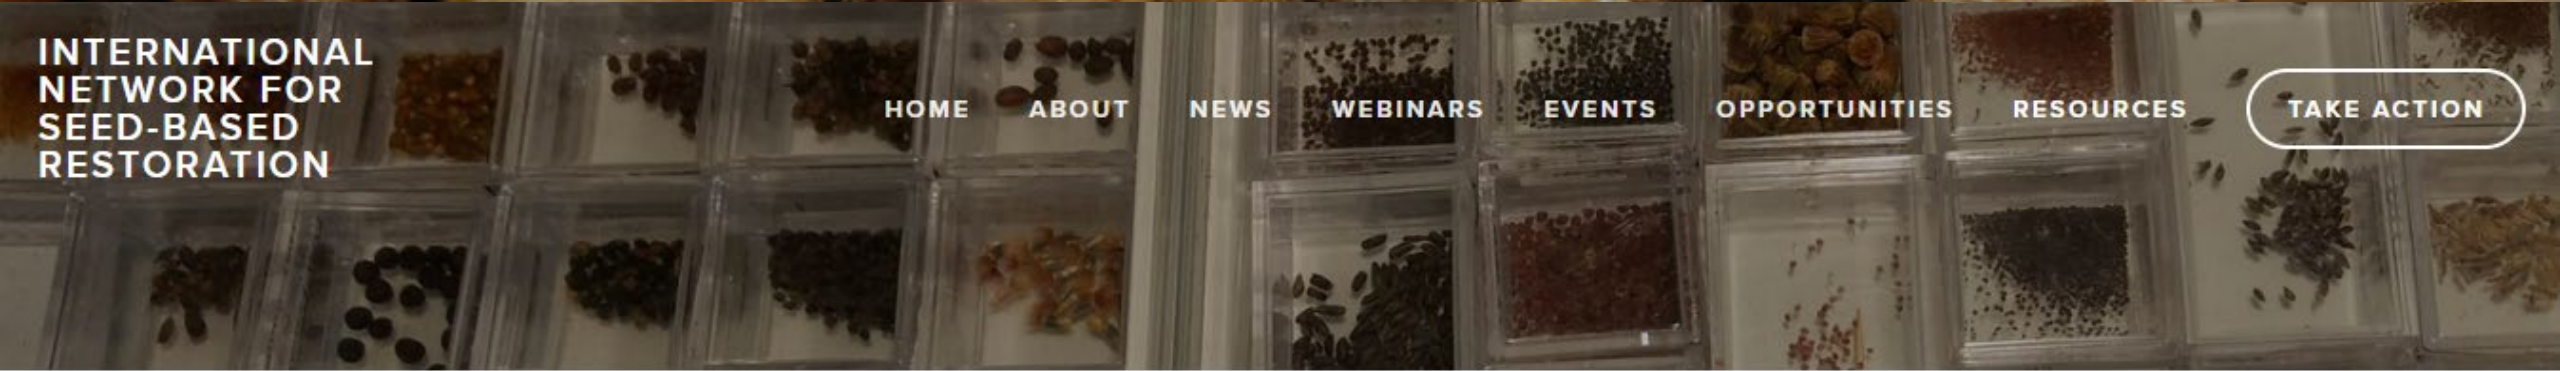 INTERNATIONAL
NETWORK FOR
SEED-BASED
RESTORATION
HOME ABOUT NEWS WEBINARS EVENTS OPPORTUNITIES RESOURCES TAKE ACTION